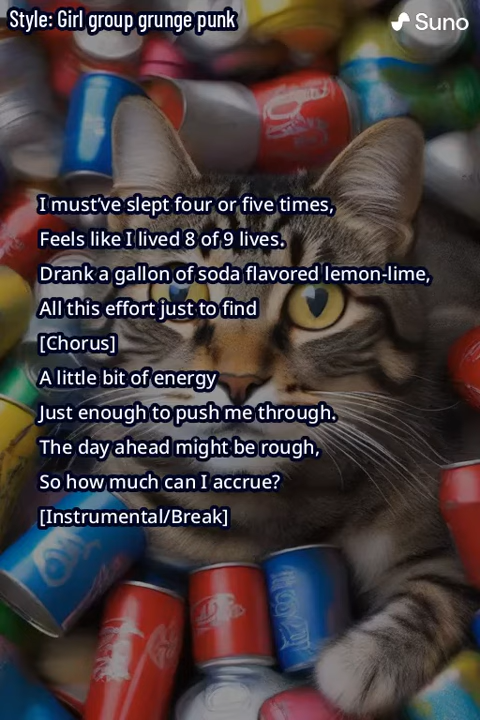 Style: Girl group grunge punk
Suno
I must've slept four or five times,
Feels like I lived 8 of 9 lives.
Drank a gallon of soda flavored lemon-lime,
All this effort just to find
[Chorus]
A little bit of energy
Just enough to push me through.
The day ahead might be rough,
So how much can I accrue?
[Instrumental/Break]